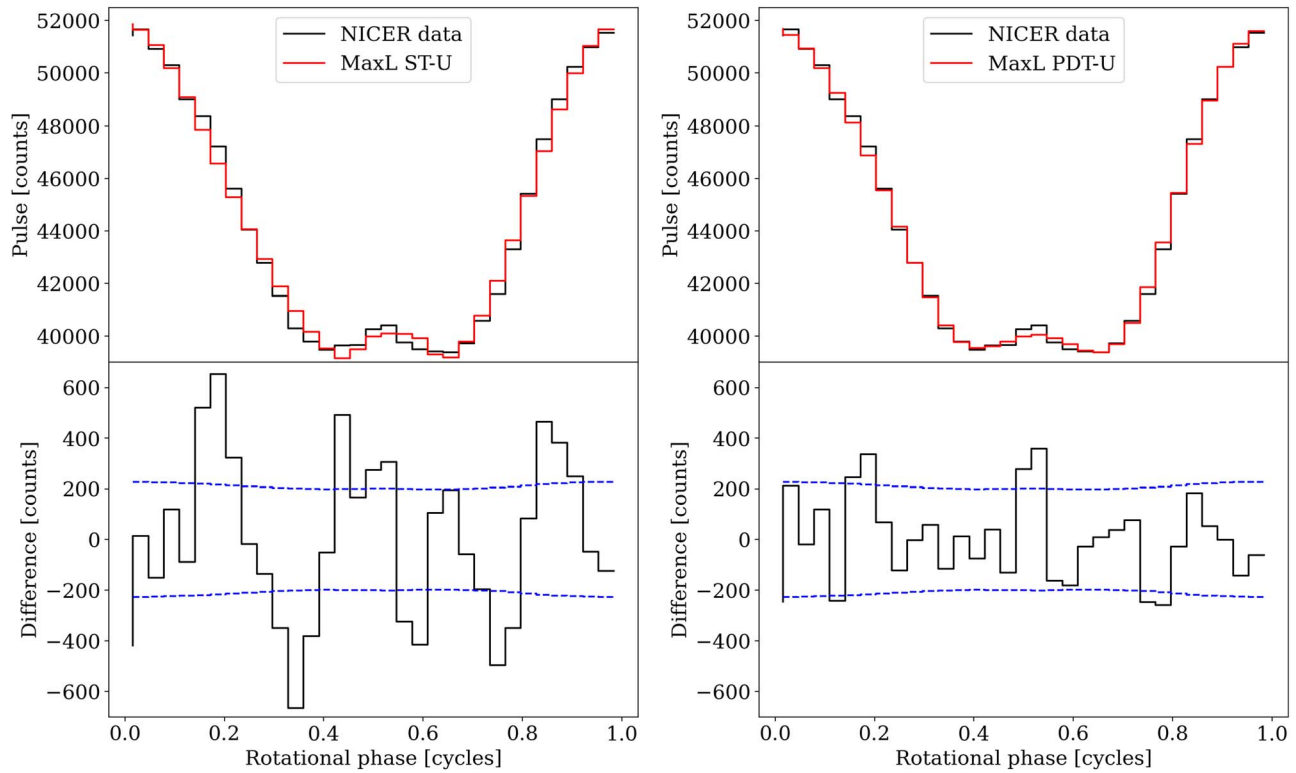 52000
50000
48000
46000
44000
42000
40000
Pulse [counts]
NICER data
MaxL ST-U
600
400
200
0
−200
−400
−600
Difference [counts]
0.0 0.2 0.4 0.6 0.8 1.0
Rotational phase [cycles]
52000
50000
48000
46000
44000
42000
40000
Pulse [counts]
NICER data
MaxL PDT-U
600
400
200
0
−200
−400
−600
Difference [counts]
0.0 0.2 0.4 0.6 0.8 1.0
Rotational phase [cycles]